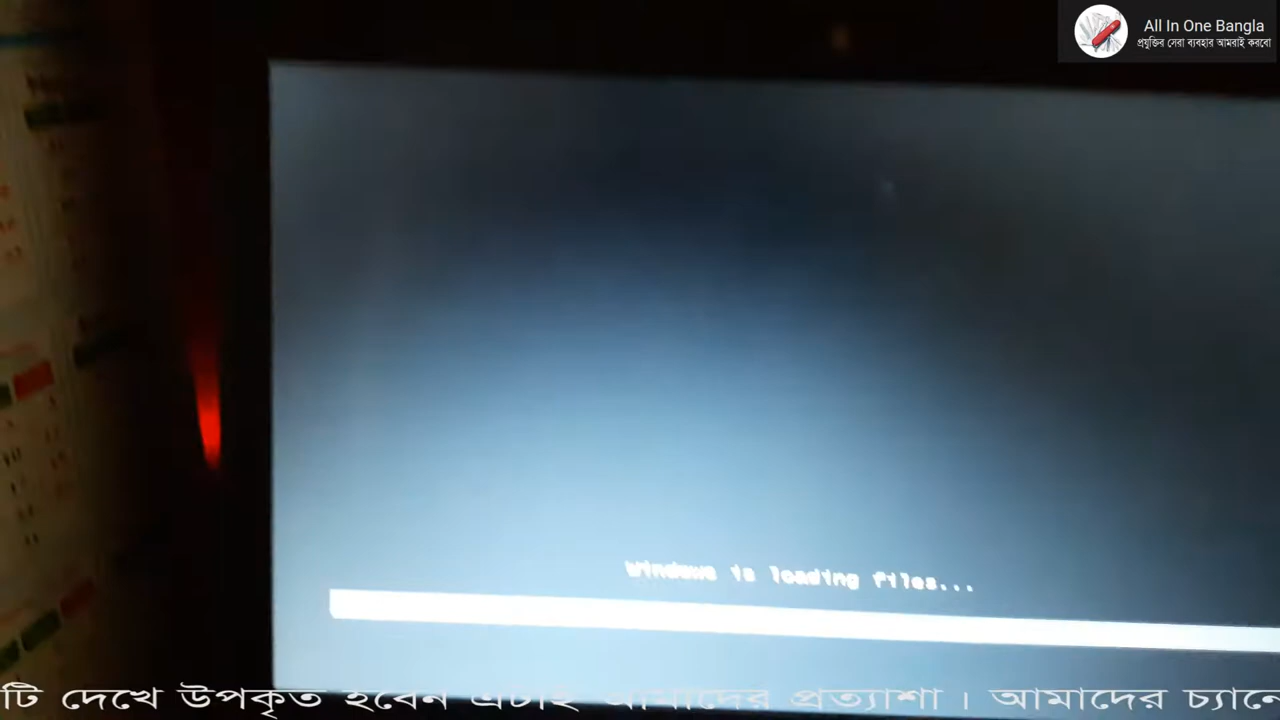 All In One Bangla
প্রযুক্তির সেরা ব্যবহার আমরাই করবো
Windows is loading files...
টি দেখে উপকৃত হবেন এটাই আমাদের প্রত্যাশা । আমাদের চ্যানে